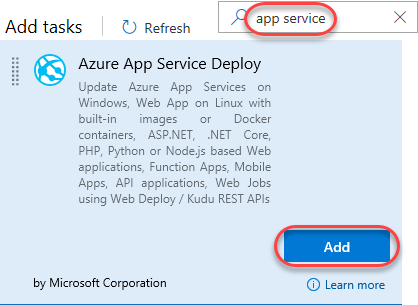 Add tasks Refresh app service
Azure App Service Deploy
Update Azure App Services on
Windows, Web App on Linux with
built-in images or Docker
containers, ASP.NET, .NET Core,
PHP, Python or Node.js based Web
applications, Function Apps, Mobile
Apps, API applications, Web Jobs
using Web Deploy / Kudu REST APIs
Add
by Microsoft Corporation Learn more